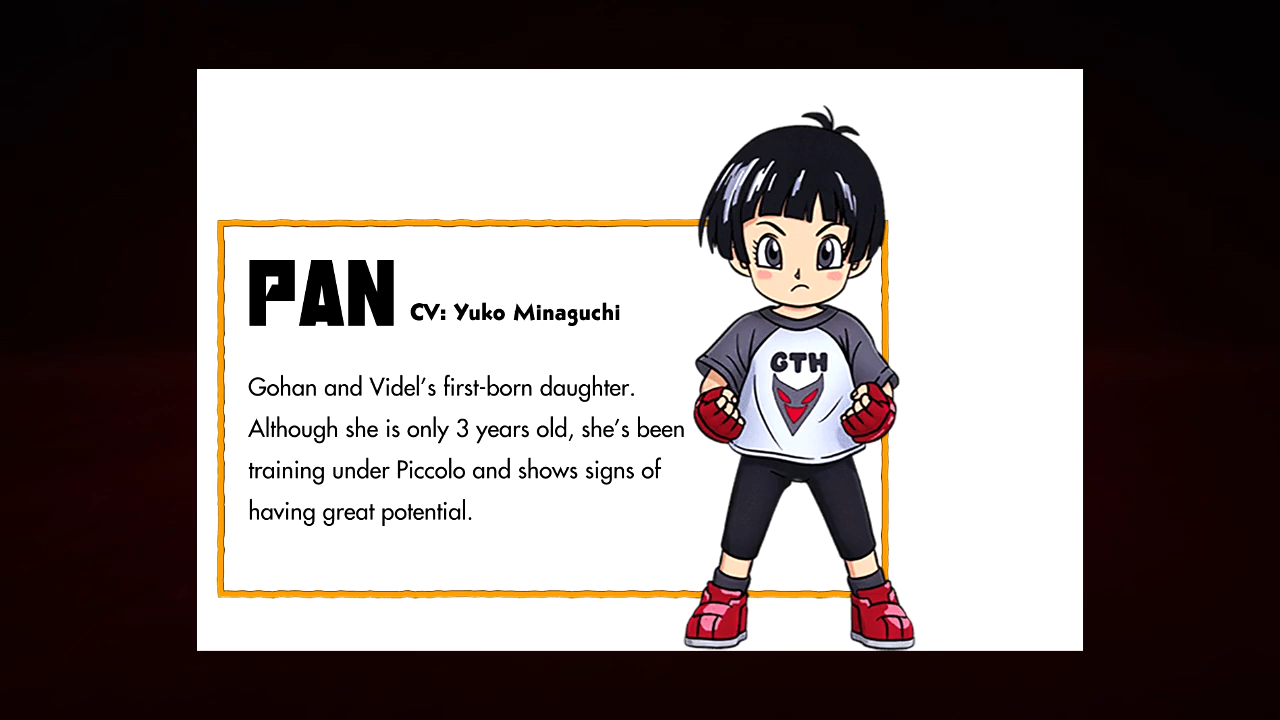 PAN CV: Yuko Minaguchi
Gohan and Videl's first-born daughter.
Although she is only 3 years old, she's been
training under Piccolo and shows signs of
having great potential.
GTH